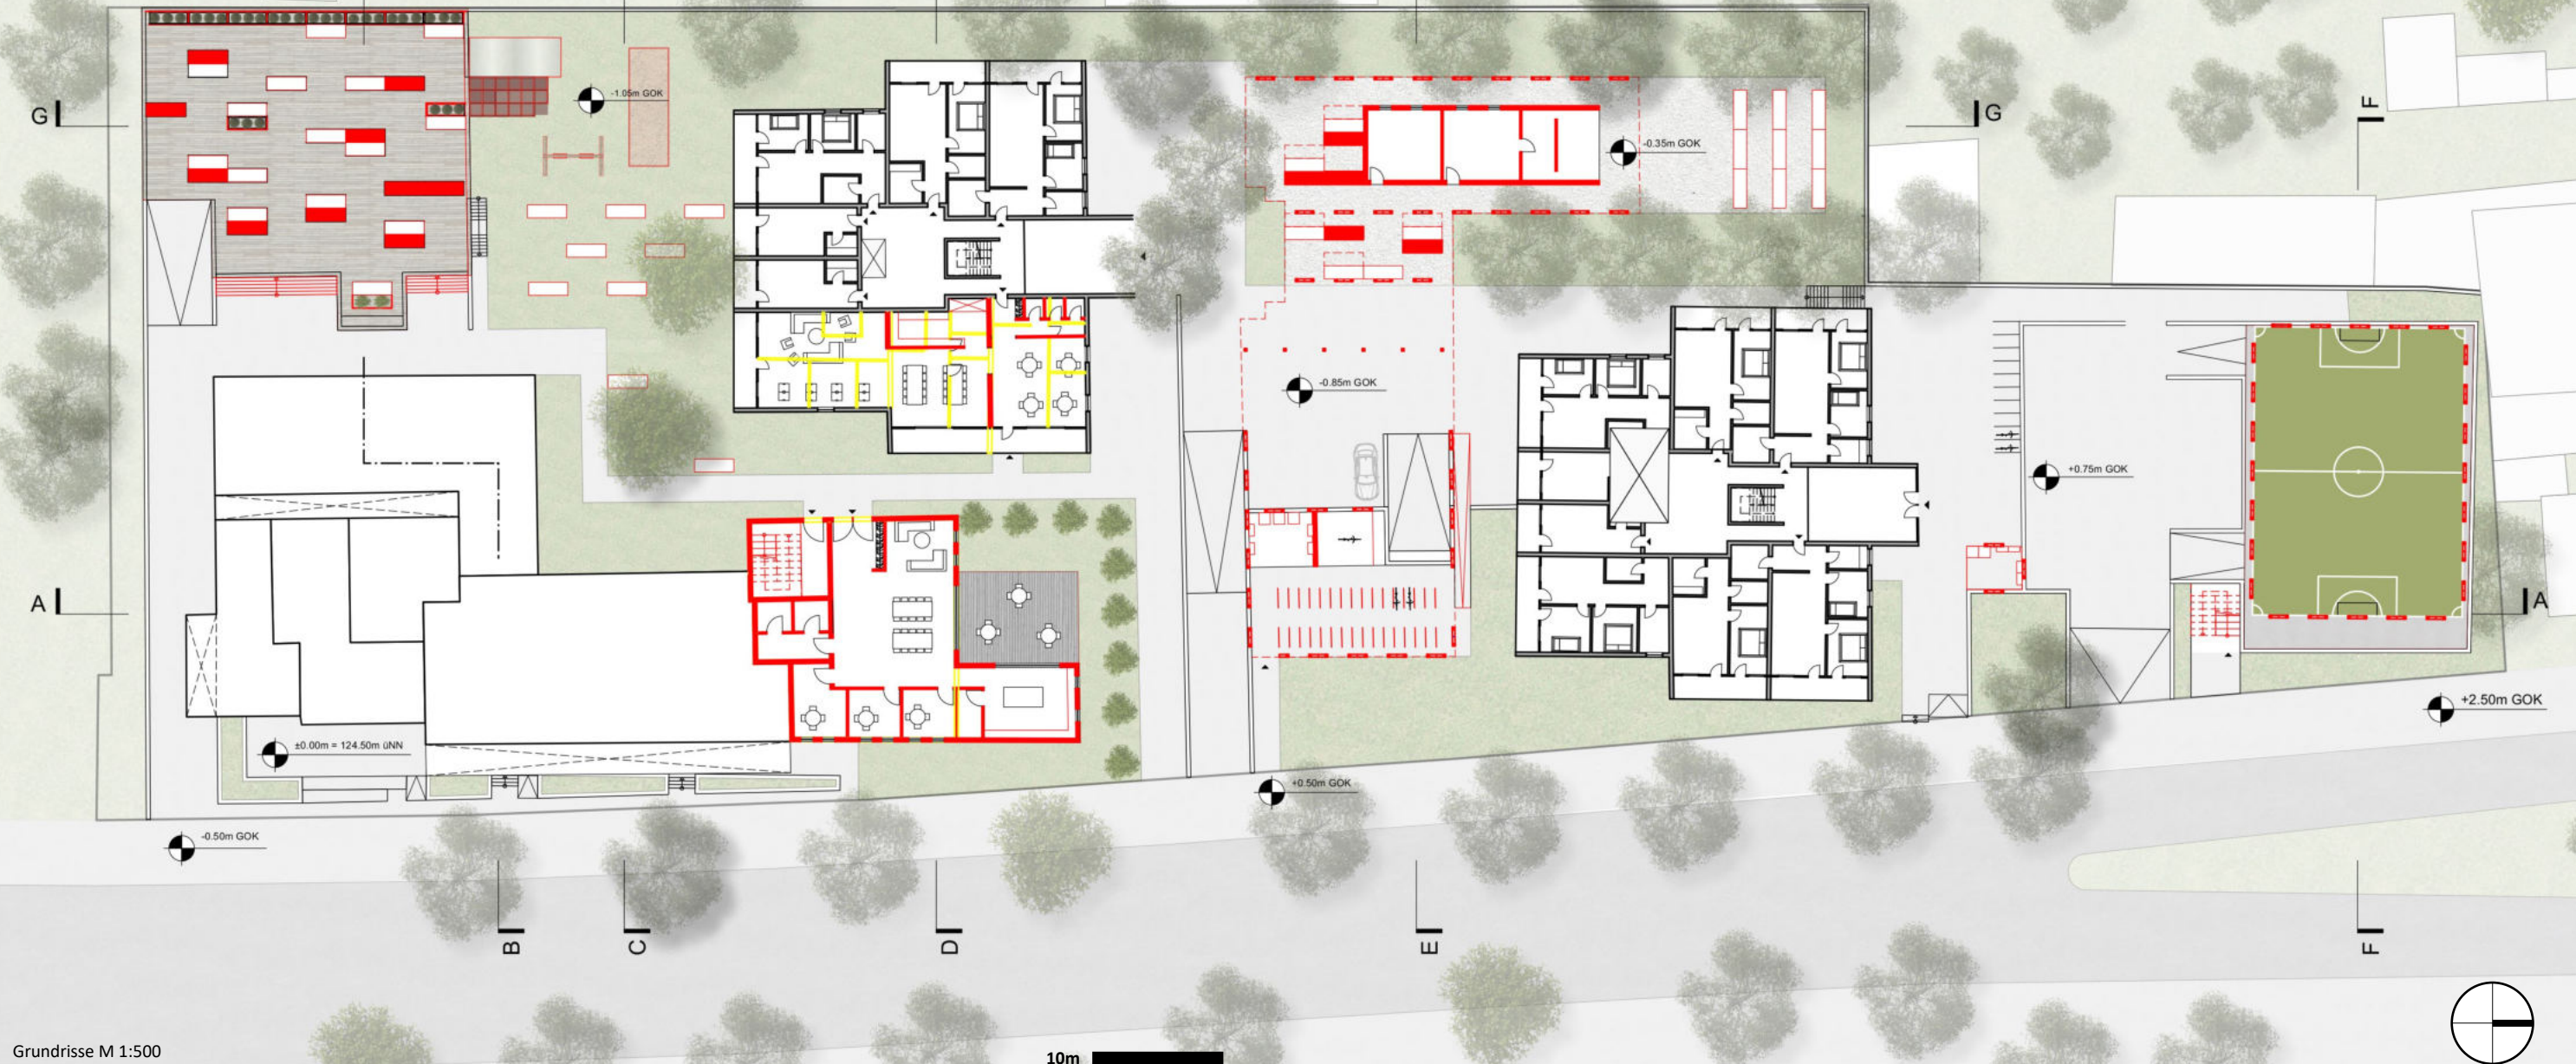 -1.05m GOK
G
G
F
-0.35m GOK
-0.85m GOK
+0.75m GOK
A
A
+2.50m GOK
±0.00m = 124.50m üNN
+0.50m GOK
-0.50m GOK
B
C
D
E
F
Grundrisse M 1:500
10m